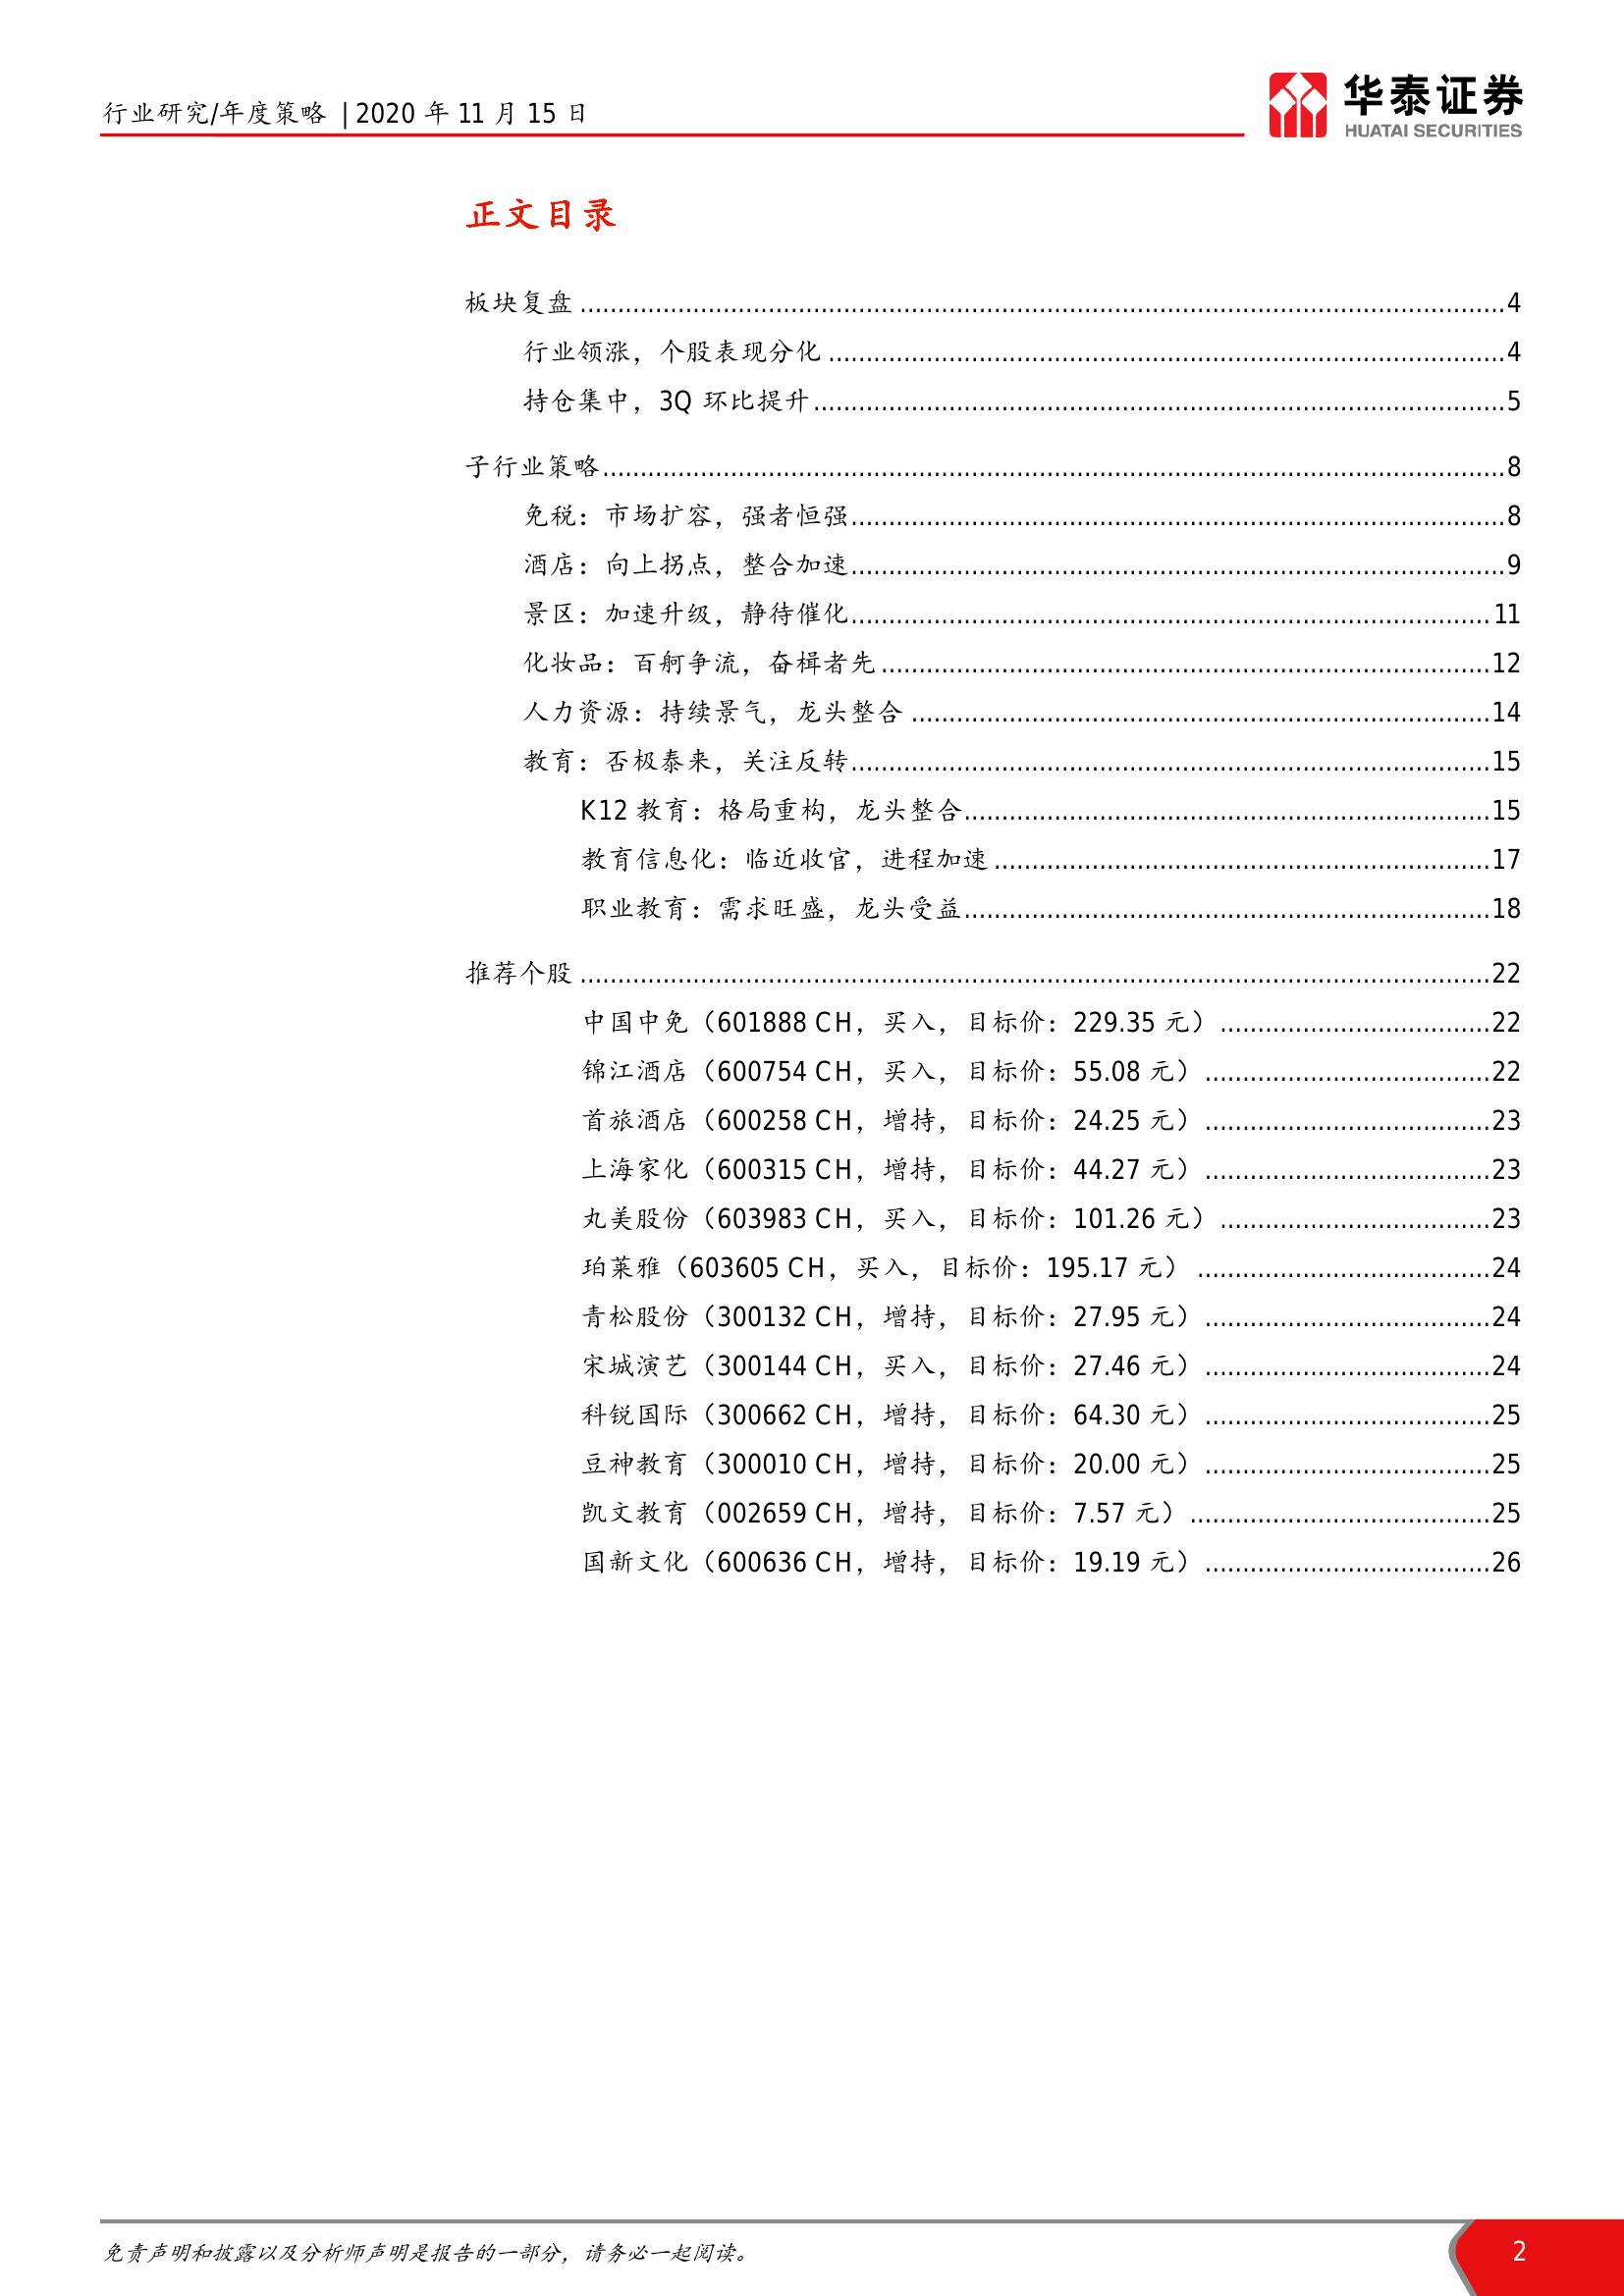 行业研究/年度策略 | 2020 年 11 月 15 日
华泰证券
HUATAI SECURITIES
正文目录
板块复盘 ........ 4
行业领涨，个股表现分化 ........ 4
持仓集中，3Q 环比提升 ........ 5
子行业策略 ........ 8
免税：市场扩容，强者恒强 ........ 8
酒店：向上拐点，整合加速 ........ 9
景区：加速升级，静待催化 ........ 11
化妆品：百舸争流，奋楫者先 ........ 12
人力资源：持续景气，龙头整合 ........ 14
教育：否极泰来，关注反转 ........ 15
K12 教育：格局重构，龙头整合 ........ 15
教育信息化：临近收官，进程加速 ........ 17
职业教育：需求旺盛，龙头受益 ........ 18
推荐个股 ........ 22
中国中免（601888 CH，买入，目标价：229.35 元） ........ 22
锦江酒店（600754 CH，买入，目标价：55.08 元） ........ 22
首旅酒店（600258 CH，增持，目标价：24.25 元） ........ 23
上海家化（600315 CH，增持，目标价：44.27 元） ........ 23
丸美股份（603983 CH，买入，目标价：101.26 元） ........ 23
珀莱雅（603605 CH，买入，目标价：195.17 元） ........ 24
青松股份（300132 CH，增持，目标价：27.95 元） ........ 24
宋城演艺（300144 CH，买入，目标价：27.46 元） ........ 24
科锐国际（300662 CH，增持，目标价：64.30 元） ........ 25
豆神教育（300010 CH，增持，目标价：20.00 元） ........ 25
凯文教育（002659 CH，增持，目标价：7.57 元） ........ 25
国新文化（600636 CH，增持，目标价：19.19 元） ........ 26
免责声明和披露以及分析师声明是报告的一部分，请务必一起阅读。
2